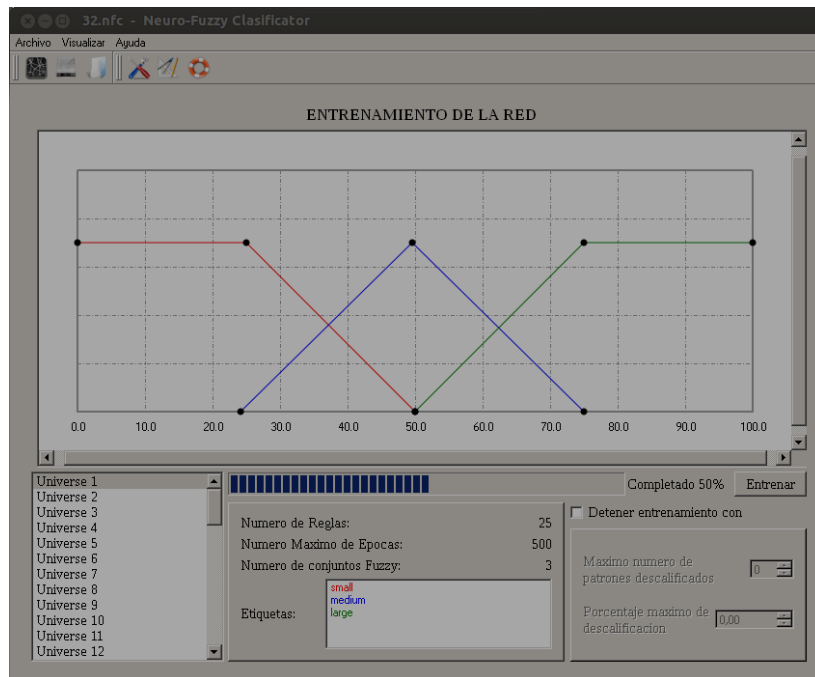 32.nfc - Neuro-Fuzzy Clasificator
Archivo Visualizar Ayuda
ENTRENAMIENTO DE LA RED
0.0 10.0 20.0 30.0 40.0 50.0 60.0 70.0 80.0 90.0 100.0
Universe 1
Universe 2
Universe 3
Universe 4
Universe 5
Universe 6
Universe 7
Universe 8
Universe 9
Universe 10
Universe 11
Universe 12
Completado 50% Entrenar
Numero de Reglas: 25
Numero Maximo de Epocas: 500
Numero de conjuntos Fuzzy: 3
Etiquetas:
small
medium
large
Detener entrenamiento con
Maximo numero de
patrones descalificados
0
Porcentaje maximo de
descalificacion
0,00